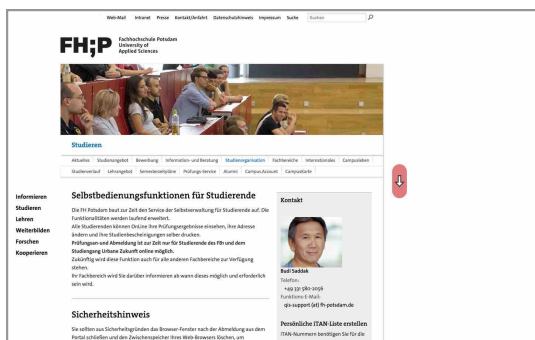 Web-Mail Intranet Presse Kontakt/Anfahrt Datenschutzhinweis Impressum Suche Suchen
FH;P Fachhochschule Potsdam
University of
Applied Sciences
Studieren
Aktuelles Studienangebot Bewerbung Information- und Beratung Studienorganisation Fachbereiche Internationales Campusleben
Studienverlauf Lehrangebot Semesterzeitpläne Prüfungs-Service Alumni Campus.Account Campuskarte
Informieren
Studieren
Lehren
Weiterbilden
Forschen
Kooperieren
Selbstbedienungsfunktionen für Studierende
Die FH Potsdam baut zur Zeit den Service der Selbstverwaltung für Studierende auf. Die
Funktionalitäten werden laufend erweitert.
Alle Studierenden können OnLine ihre Prüfungsergebnisse einsehen, ihre Adresse
ändern und ihre Studienbescheinigungen selber drucken.
Prüfungsan-und Abmeldung ist zur Zeit nur für Studierende des FB1 und dem
Studiengang Urbane Zukunft online möglich.
Zukünftig wird diese Funktion auch für alle anderen Fachbereiche zur Verfügung
stehen.
Ihr Fachbereich wird Sie darüber informieren ab wann dieses möglich und erforderlich
sein wird.
Sicherheitshinweis
Sie sollten aus Sicherheitsgründen das Browser-Fenster nach der Abmeldung aus dem
Portal schließen und den Zwischenspeicher Ihres Web-Browsers löschen, um
Kontakt
Budi Saddak
Telefon:
+49 331 580-2056
Funktions-E-Mail:
qis-support (at) fh-potsdam.de
Persönliche iTAN-Liste erstellen
iTAN-Nummern benötigen Sie für die